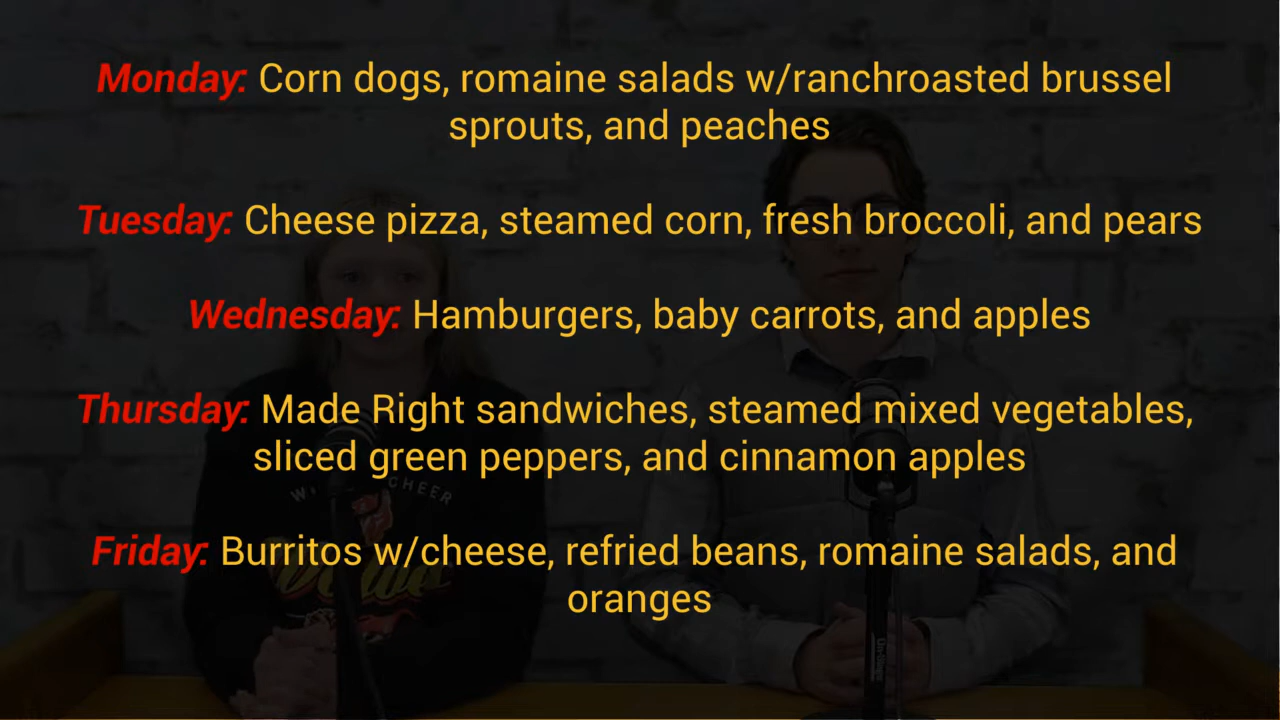 Monday: Corn dogs, romaine salads w/ranchroasted brussel
sprouts, and peaches
Tuesday: Cheese pizza, steamed corn, fresh broccoli, and pears
Wednesday: Hamburgers, baby carrots, and apples
Thursday: Made Right sandwiches, steamed mixed vegetables,
sliced green peppers, and cinnamon apples
Friday: Burritos w/cheese, refried beans, romaine salads, and
oranges
CHEER